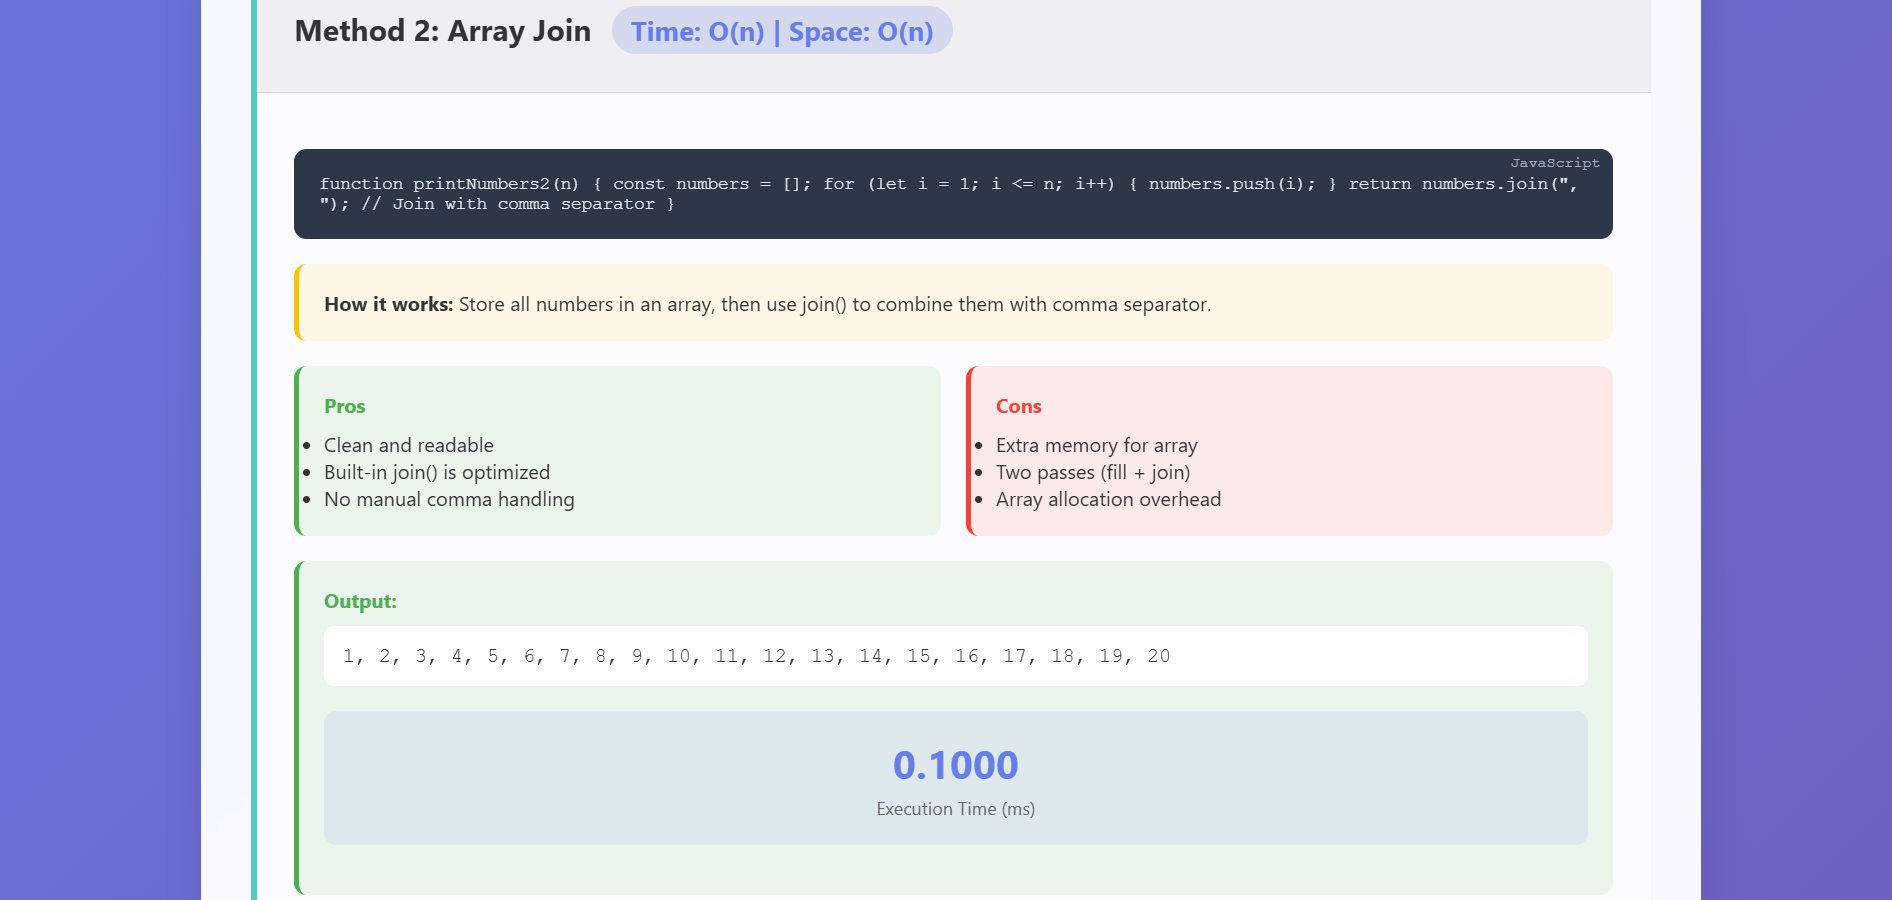 Method 2: Array Join Time: O(n) | Space: O(n)
JavaScript
function printNumbers2(n) { const numbers = []; for (let i = 1; i <= n; i++) { numbers.push(i); } return numbers.join(",
"); // Join with comma separator }
How it works: Store all numbers in an array, then use join() to combine them with comma separator.
Pros
• Clean and readable
• Built-in join() is optimized
• No manual comma handling
Cons
• Extra memory for array
• Two passes (fill + join)
• Array allocation overhead
Output:
1, 2, 3, 4, 5, 6, 7, 8, 9, 10, 11, 12, 13, 14, 15, 16, 17, 18, 19, 20
0.1000
Execution Time (ms)